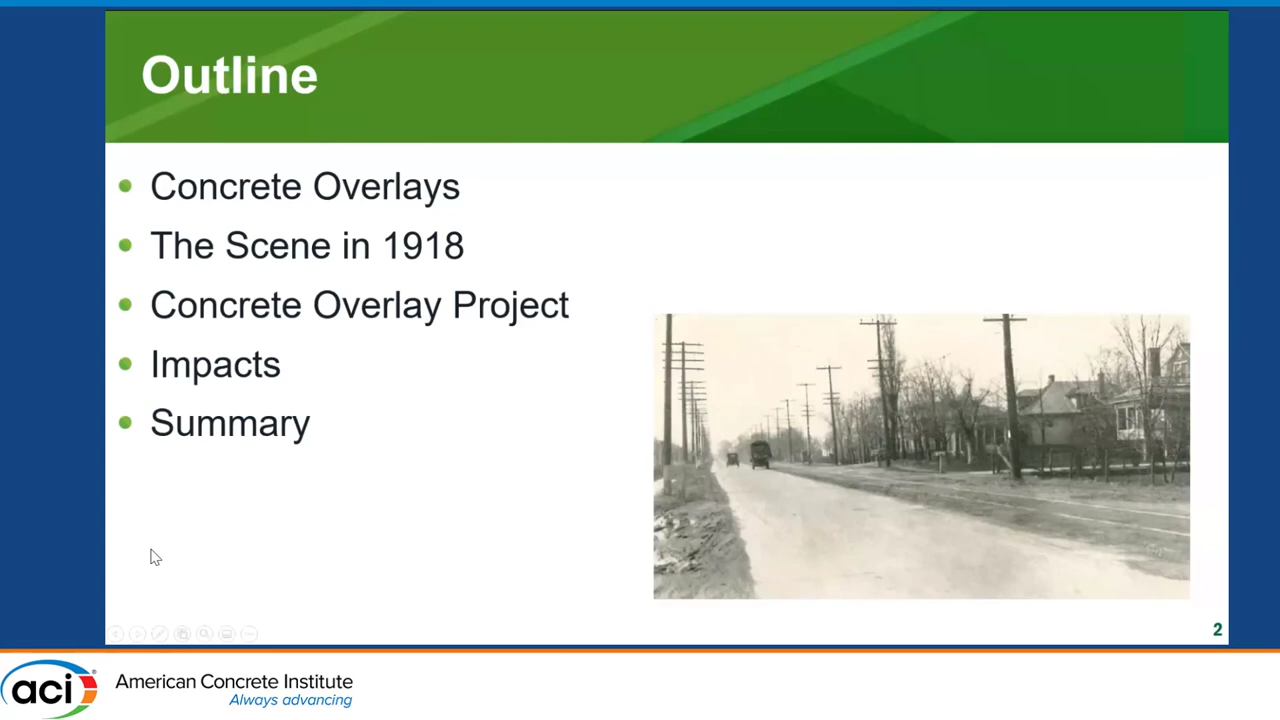 Outline
Concrete Overlays
The Scene in 1918
Concrete Overlay Project
Impacts
Summary
2
aci
American Concrete Institute
Always advancing